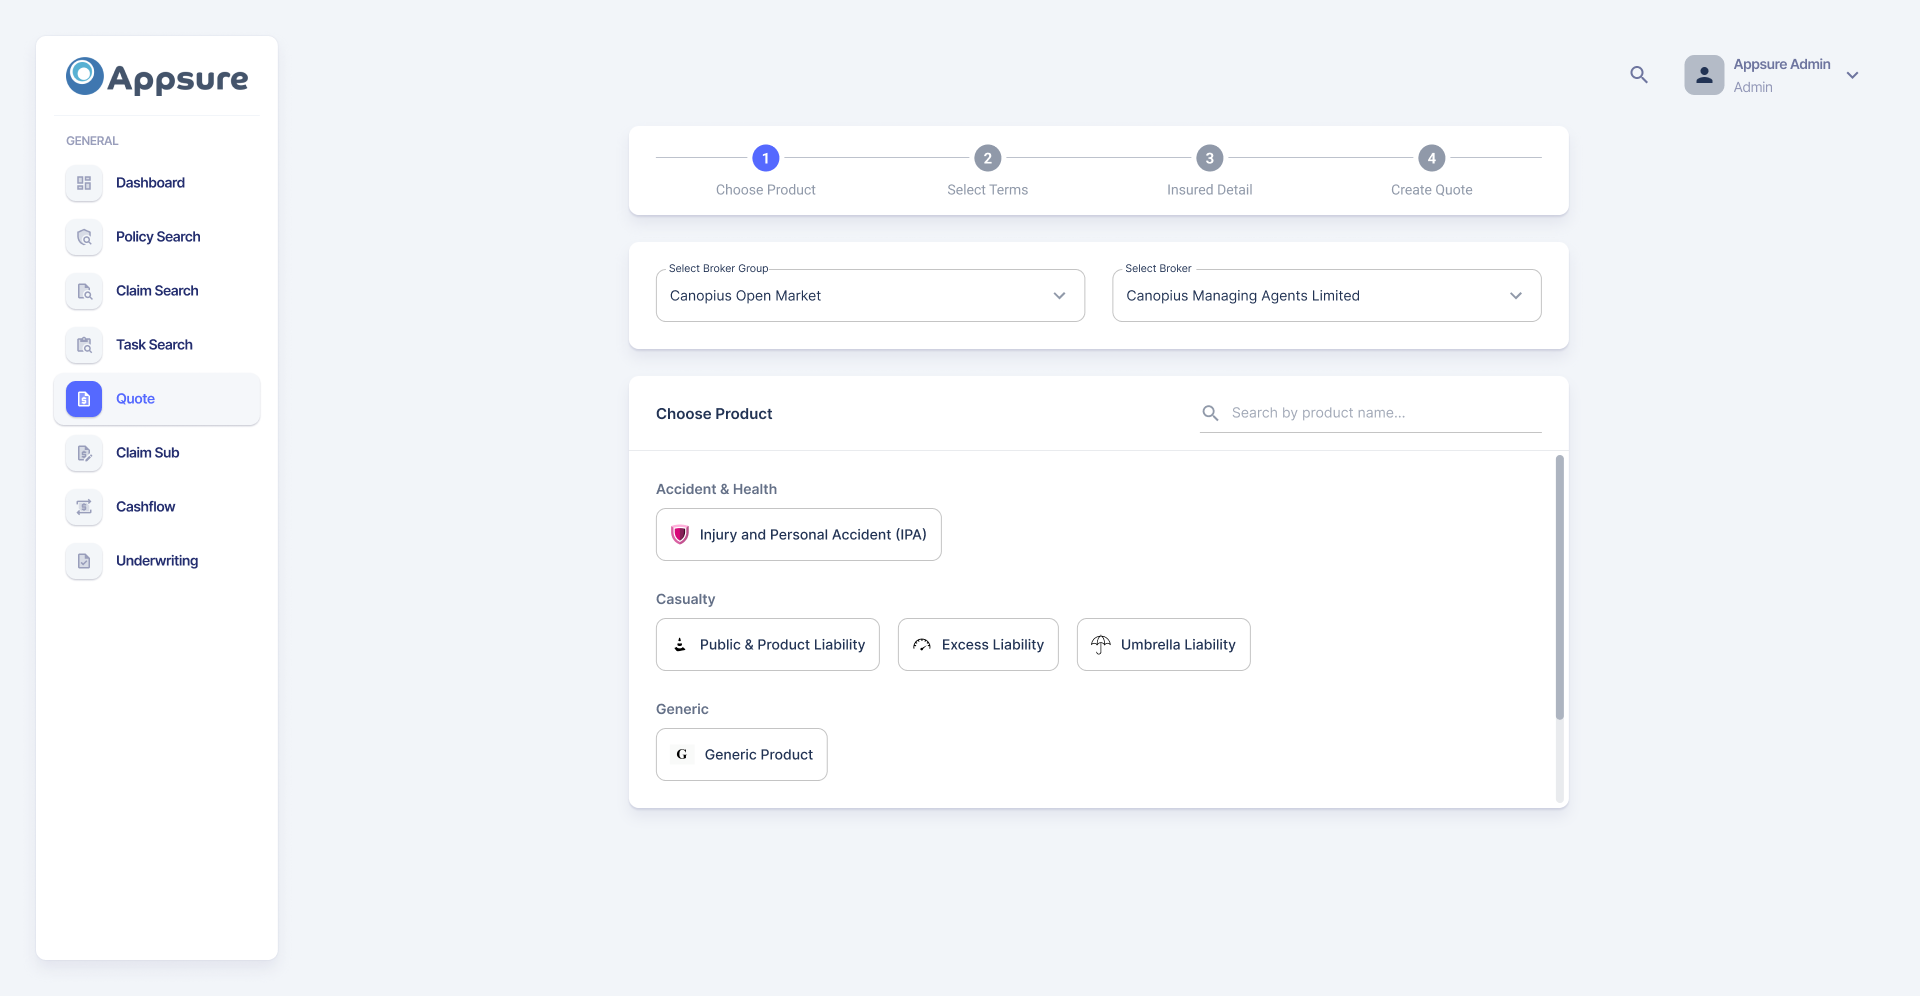 Appsure
GENERAL
Dashboard
Policy Search
Claim Search
Task Search
Quote
Claim Sub
Cashflow
Underwriting
Appsure Admin
Admin
1 2 3 4
Choose Product Select Terms Insured Detail Create Quote
Select Broker Group
Canopius Open Market
Select Broker
Canopius Managing Agents Limited
Choose Product
Search by product name...
Accident & Health
Injury and Personal Accident (IPA)
Casualty
Public & Product Liability
Excess Liability
Umbrella Liability
Generic
G Generic Product